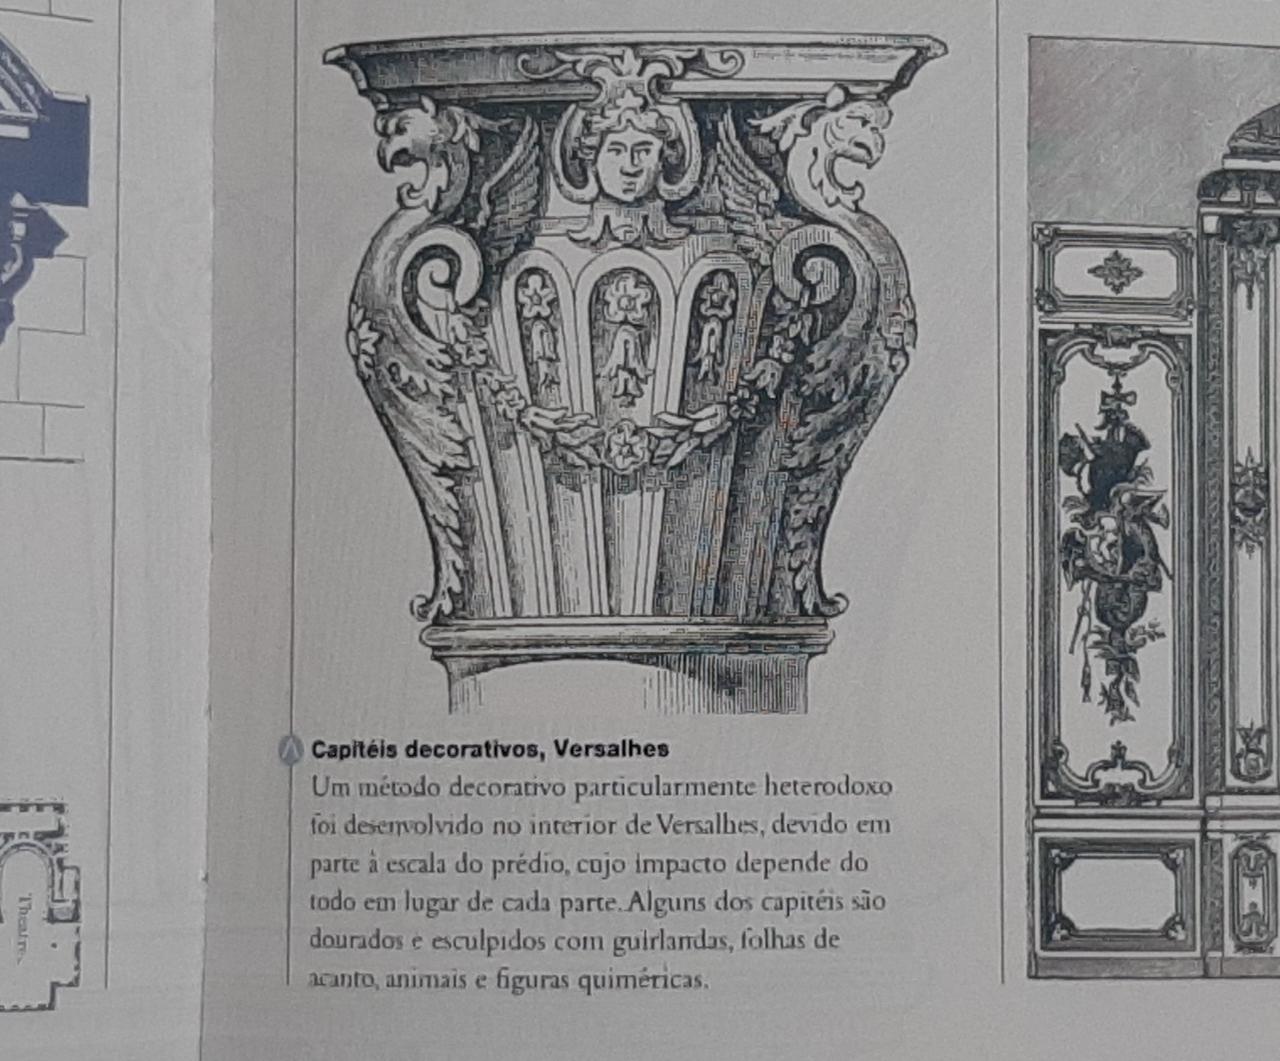 Capitéis decorativos, Versalhes
Um método decorativo particularmente heterodoxo
foi desenvolvido no interior de Versalhes, devido em
parte à escala do prédio, cujo impacto depende do
todo em lugar de cada parte. Alguns dos capitéis são
dourados e esculpidos com guirlandas, folhas de
acanto, animais e figuras quiméricas.
Theatre